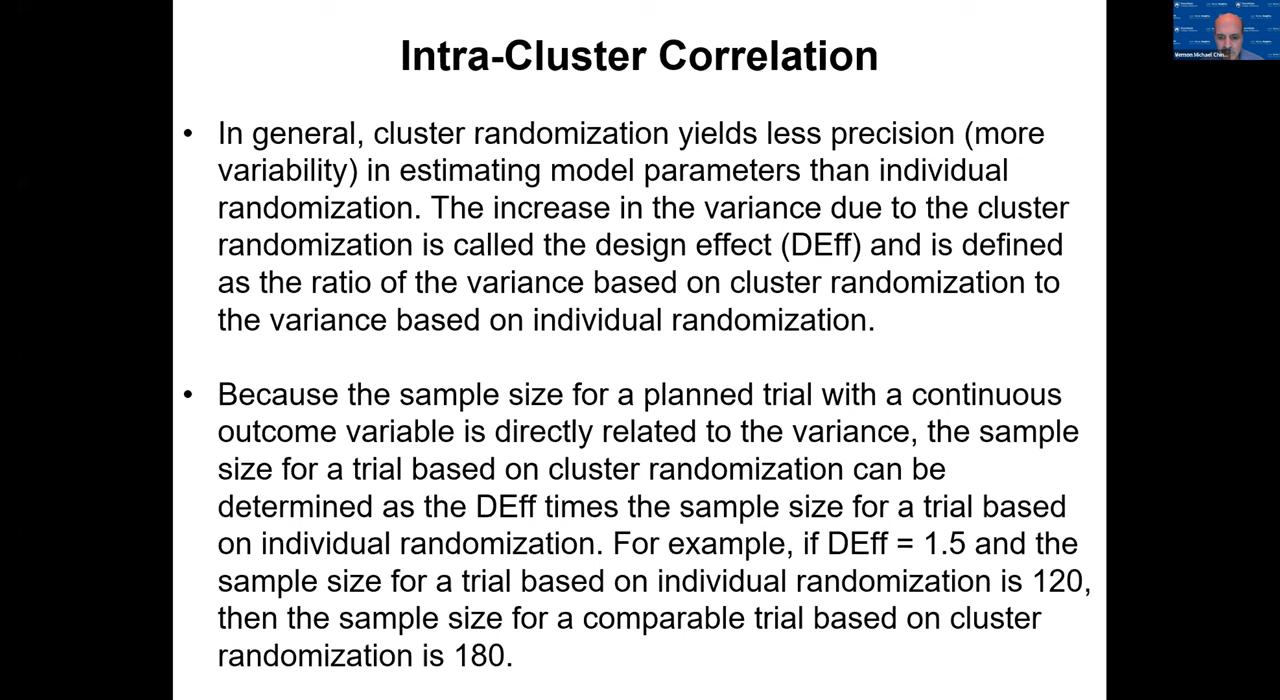 Intra-Cluster Correlation
• In general, cluster randomization yields less precision (more
variability) in estimating model parameters than individual
randomization. The increase in the variance due to the cluster
randomization is called the design effect (DEff) and is defined
as the ratio of the variance based on cluster randomization to
the variance based on individual randomization.
• Because the sample size for a planned trial with a continuous
outcome variable is directly related to the variance, the sample
size for a trial based on cluster randomization can be
determined as the DEff times the sample size for a trial based
on individual randomization. For example, if DEff = 1.5 and the
sample size for a trial based on individual randomization is 120,
then the sample size for a comparable trial based on cluster
randomization is 180.
Vernon Michael Chin...